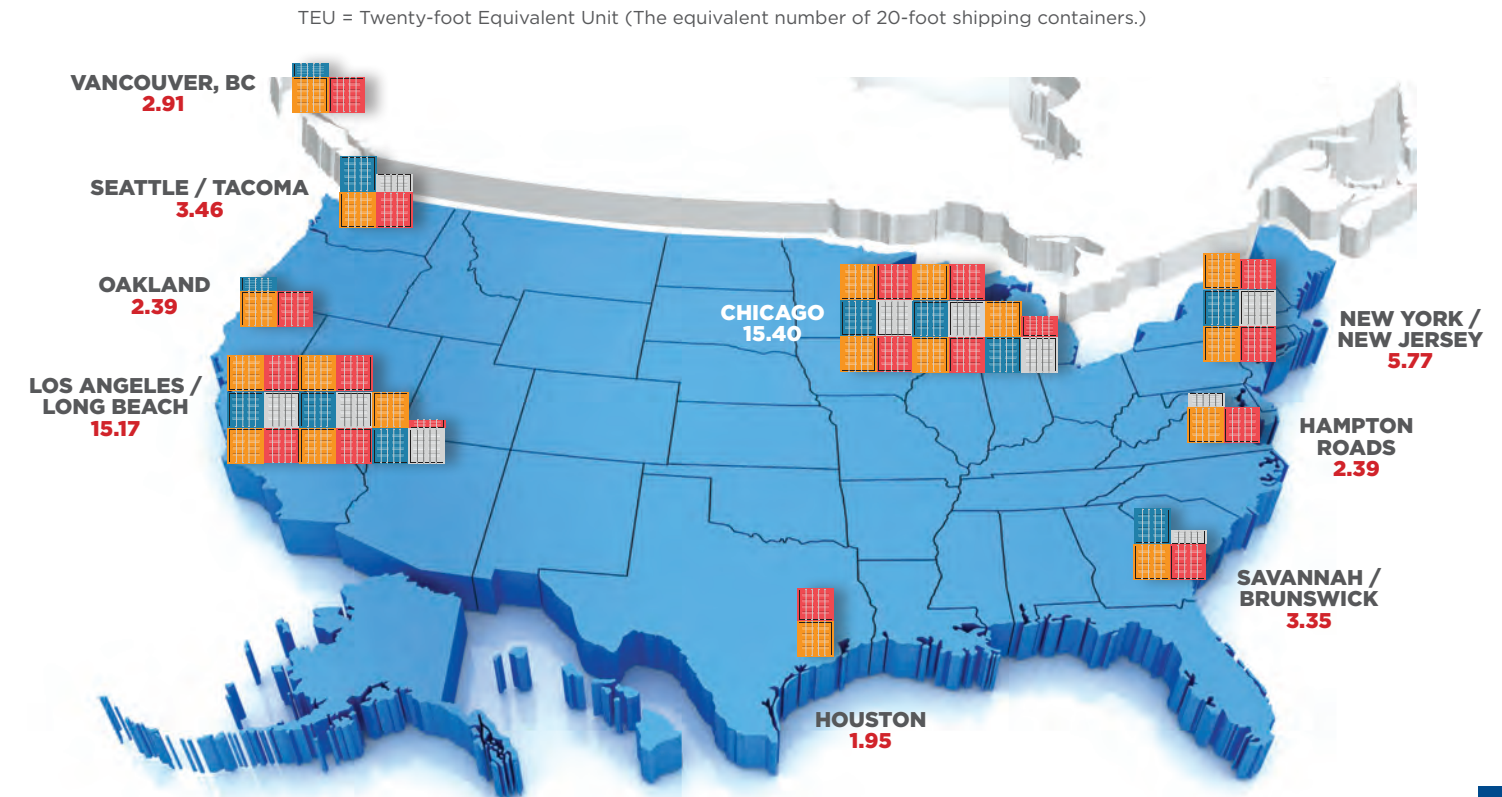 TEU = Twenty-foot Equivalent Unit (The equivalent number of 20-foot shipping containers.)
VANCOUVER, BC
2.91
SEATTLE / TACOMA
3.46
OAKLAND
2.39
LOS ANGELES /
LONG BEACH
15.17
CHICAGO
15.40
NEW YORK /
NEW JERSEY
5.77
HAMPTON
ROADS
2.39
SAVANNAH /
BRUNSWICK
3.35
HOUSTON
1.95